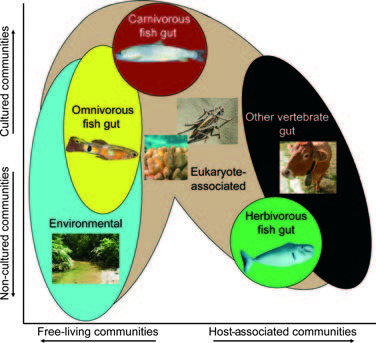 Carnivorous
fish gut
Omnivorous
fish gut
Other vertebrate
gut
Eukaryote-
associated
Environmental
Herbivorous
fish gut
Cultured communities
Non-cultured communities
Free-living communities
Host-associated communities